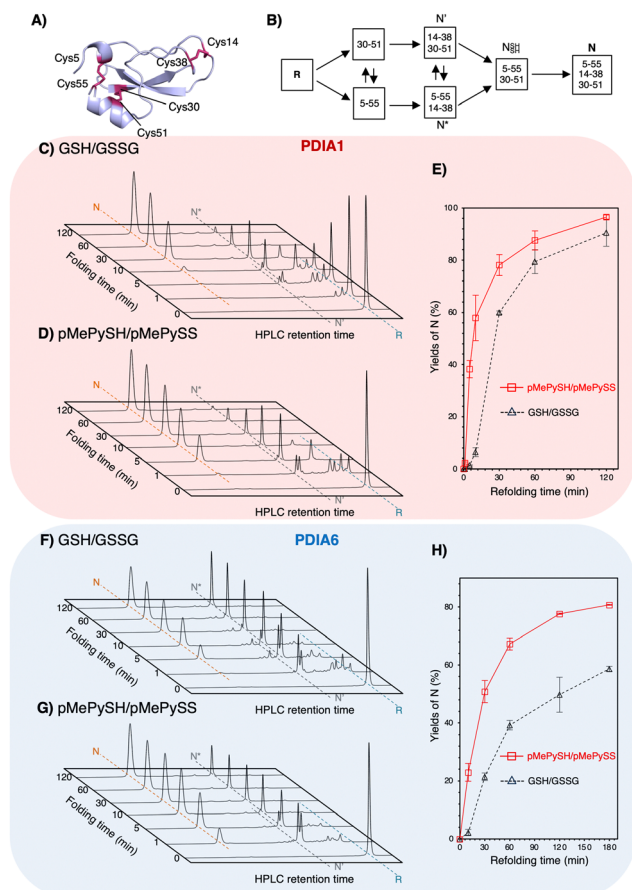 A)
Cys5
Cys14
Cys38
Cys55
Cys30
Cys51
B)
R
30-51
5-55
N'
14-38
30-51
5-55
14-38
N*
5-55
30-51
N
5-55
14-38
30-51
PDIA1
C) GSH/GSSG
N
N*
120
60
30
10
5
1
0
Folding time (min)
HPLC retention time
N'
R
D) pMePySH/pMePySS
N
N*
120
60
30
10
5
1
0
Folding time (min)
HPLC retention time
N'
R
E)
100
80
60
40
20
0
Yields of N (%)
pMePySH/pMePySS
GSH/GSSG
0
30
60
90
120
Refolding time (min)
PDIA6
F) GSH/GSSG
N
N*
120
60
30
10
5
1
0
Folding time (min)
HPLC retention time
N'
R
G) pMePySH/pMePySS
N
N*
120
60
30
10
5
1
0
Folding time (min)
HPLC retention time
N'
R
H)
80
60
40
20
0
Yields of N (%)
pMePySH/pMePySS
GSH/GSSG
0
30
60
90
120
150
180
Refolding time (min)